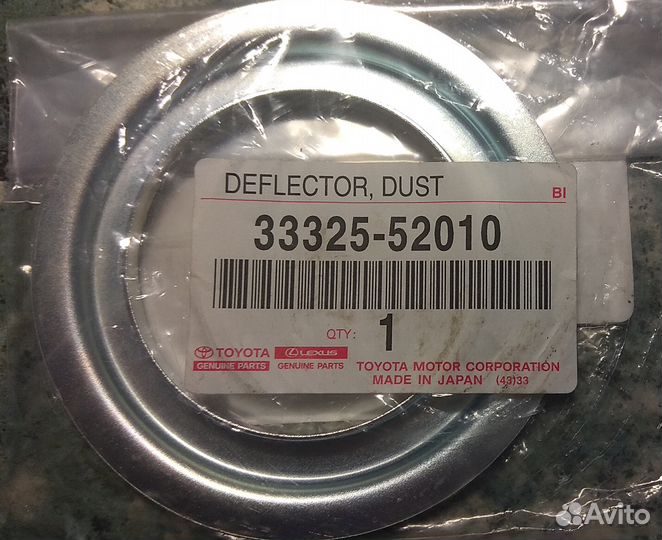 DEFLECTOR, DUST
BI
33325-52010
QTY: 1
TOYOTA LEXUS
GENUINE PARTS GENUINE PARTS
TOYOTA MOTOR CORPORATION
MADE IN JAPAN (43)33
Avito